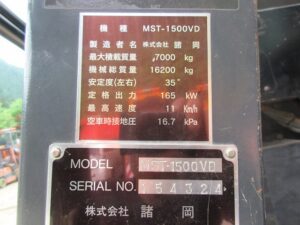 機種 MST-1500VD
製造者名 株式会社 諸岡
最大積載質量 7000 kg
機械総質量 16200 kg
安定度(左右) 35°
定格出力 165 kW
最高速度 11 Km/h
空車時接地圧 16.7 kPa
MODEL MST-1500VD
SERIAL NO. 154324
株式会社 諸岡